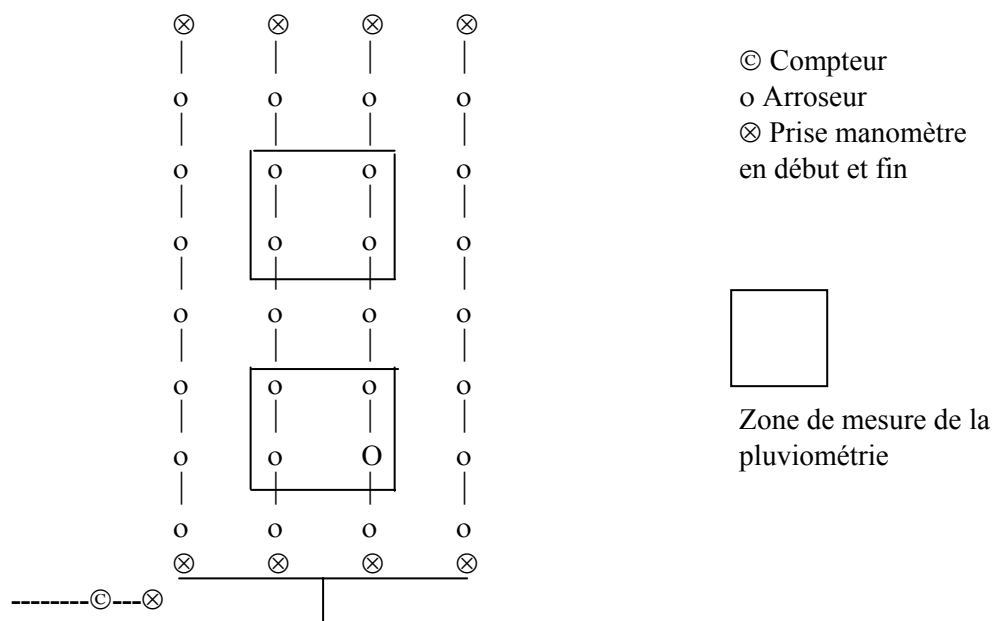 ⊗ ⊗ ⊗ ⊗
© Compteur
o Arroseur
⊗ Prise manomètre
en début et fin
o o o o
o o o o
o o o o
o o o o
o o o o
Zone de mesure de la
pluviométrie
o o O o
o o o o
⊗ ⊗ ⊗ ⊗
--------©---⊗